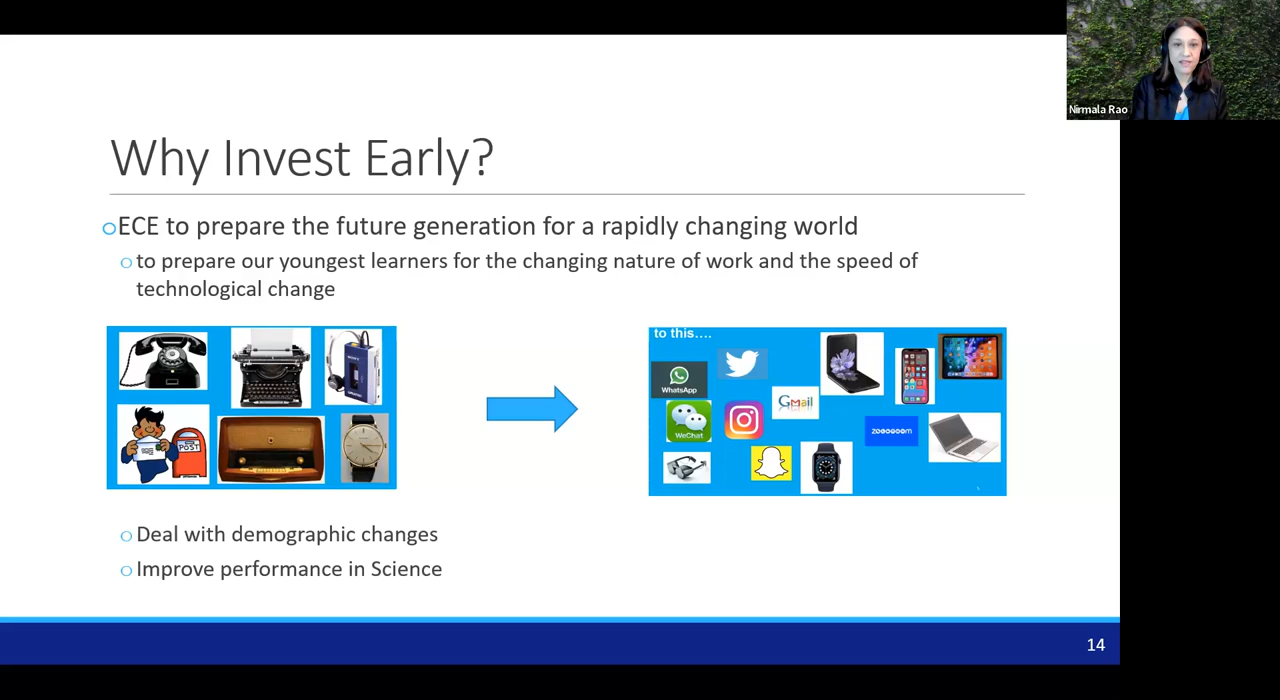 Nirmala Rao
Why Invest Early?
ECE to prepare the future generation for a rapidly changing world
to prepare our youngest learners for the changing nature of work and the speed of
technological change
POST
to this....
WhatsApp
WeChat
Gmail
zooooom
Deal with demographic changes
Improve performance in Science
14